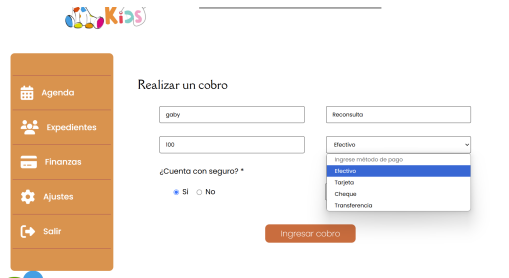 Kids
Agenda
Expedientes
Finanzas
Ajustes
Salir
Realizar un cobro
gaby
Reconsulta
100
Efectivo
Ingrese método de pago
Efectivo
Tarjeta
Cheque
Transferencia
¿Cuenta con seguro? *
Sí
No
Ingresar cobro